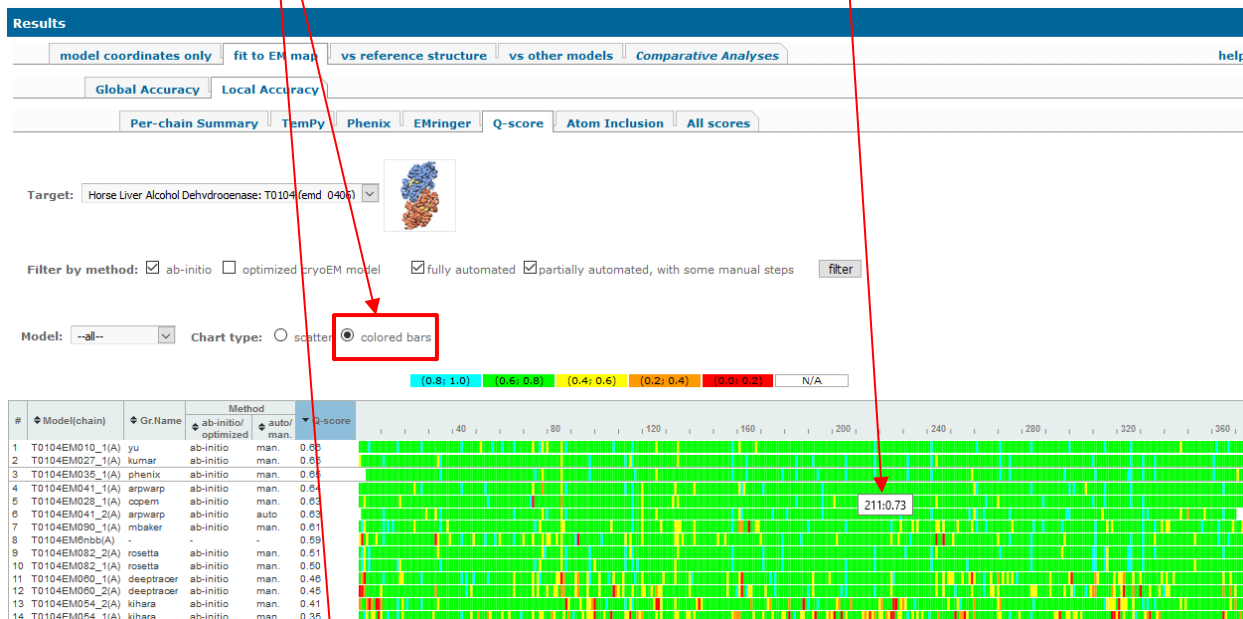 Results
model coordinates only fit to EM map vs reference structure vs other models Comparative Analyses help
Global Accuracy Local Accuracy
Per-chain Summary TemPy Phenix EMringer Q-score Atom Inclusion All scores
Target: Horse Liver Alcohol Dehydrogenase: T0104 (emd_0406)
Filter by method: ab-initio optimized cryoEM model fully automated partially automated, with some manual steps filter
Model: --all-- Chart type: scatter colored bars
(0.8; 1.0) (0.6; 0.8) (0.4; 0.6) (0.2; 0.4) (0.0; 0.2) N/A
Method
# Model(chain) Gr.Name ab-initio/ optimized auto/ man. Q-score 40 80 120 160 200 240 280 320 360
1 T0104EM010_1(A) yu ab-initio man. 0.66
2 T0104EM027_1(A) kumar ab-initio man. 0.65
3 T0104EM035_1(A) phenix ab-initio man. 0.65
4 T0104EM041_1(A) arpwarp ab-initio man. 0.64
5 T0104EM028_1(A) ccpem ab-initio man. 0.63
6 T0104EM041_2(A) arpwarp ab-initio auto 0.63
211:0.73
7 T0104EM090_1(A) mbaker ab-initio man. 0.61
8 T0104EM6nbb(A) - - - 0.59
9 T0104EM082_2(A) rosetta ab-initio man. 0.51
10 T0104EM082_1(A) rosetta ab-initio man. 0.50
11 T0104EM060_1(A) deeptracer ab-initio man. 0.46
12 T0104EM060_2(A) deeptracer ab-initio man. 0.45
13 T0104EM054_2(A) kihara ab-initio man. 0.41
14 T0104EM054_1(A) kihara ab-initio man. 0.35